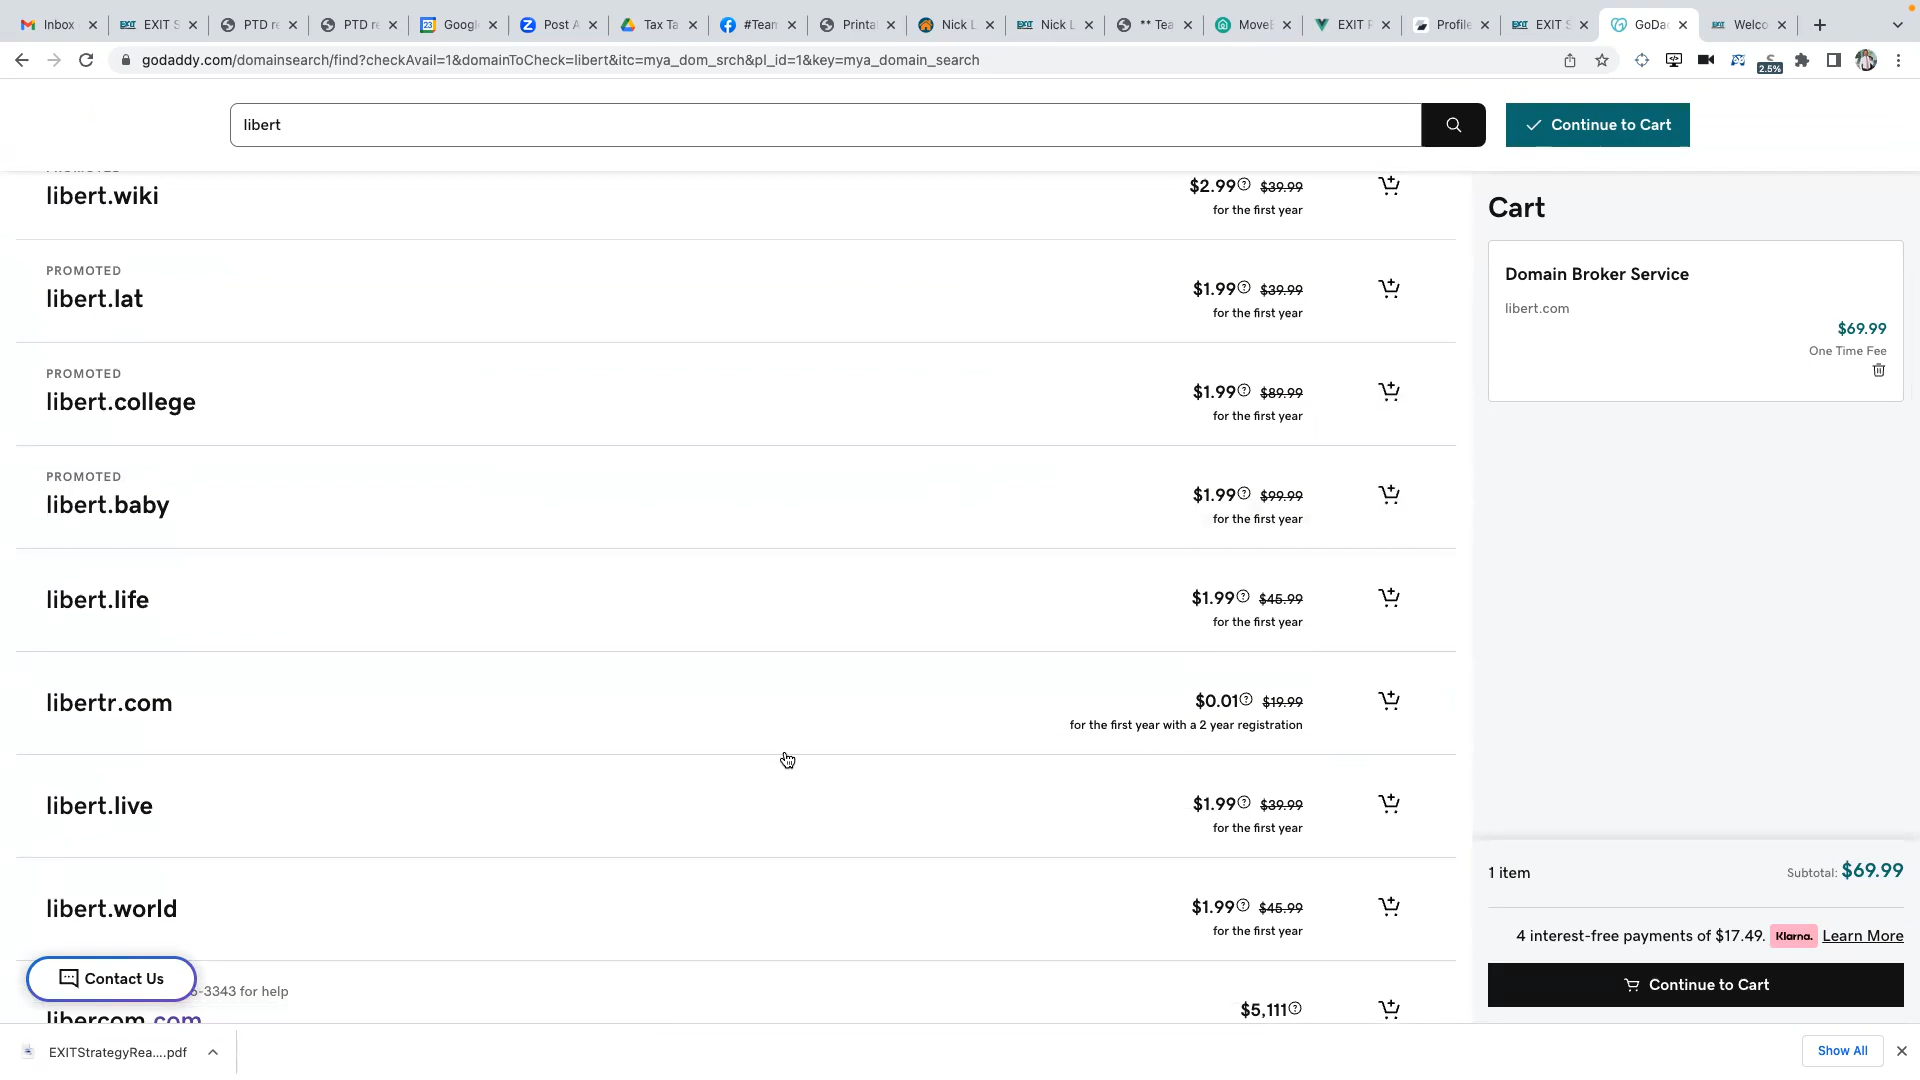 Inbox
EXIT S
PTD re
PTD re
Google
Post A
Tax Ta
#Team
Printa
Nick L
Nick L
** Tea
MoveE
EXIT F
Profile
EXIT S
GoDa
Welco
godaddy.com/domainsearch/find?checkAvail=1&domainToCheck=libert&itc=mya_dom_srch&pl_id=1&key=mya_domain_search
2.5%
libert
Continue to Cart
PROMOTED
libert.wiki
$2.99 $39.99
for the first year
PROMOTED
libert.lat
$1.99 $39.99
for the first year
PROMOTED
libert.college
$1.99 $89.99
for the first year
PROMOTED
libert.baby
$1.99 $99.99
for the first year
libert.life
$1.99 $45.99
for the first year
libertr.com
$0.01 $19.99
for the first year with a 2 year registration
libert.live
$1.99 $39.99
for the first year
libert.world
$1.99 $45.99
for the first year
Contact Us
-3343 for help
libercom.com
$5,111
Cart
Domain Broker Service
libert.com
$69.99
One Time Fee
1 item
Subtotal: $69.99
4 interest-free payments of $17.49. Klarna. Learn More
Continue to Cart
EXITStrategyRea....pdf
Show All